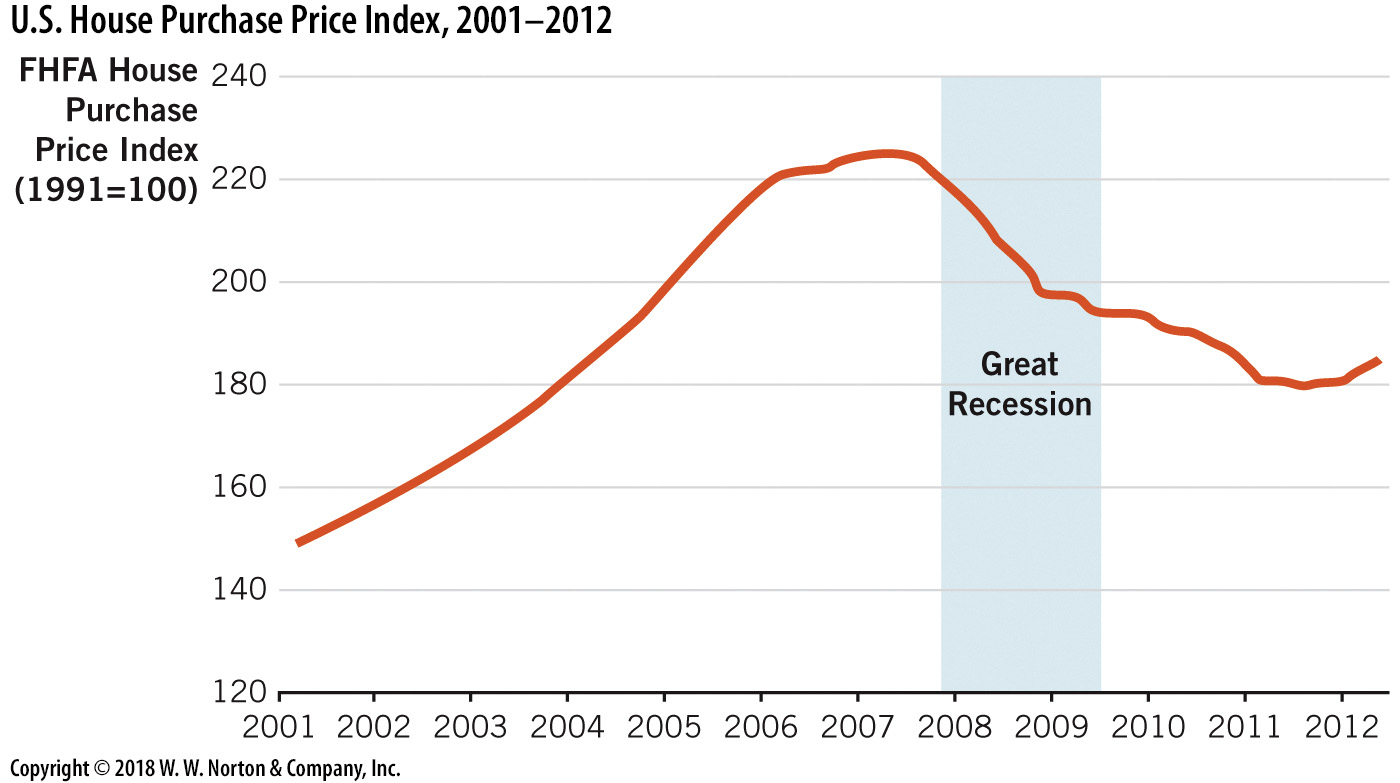 U.S. House Purchase Price Index, 2001–2012
FHFA House
Purchase
Price Index
(1991=100)
240
220
200
180
160
140
120
Great
Recession
2001 2002 2003 2004 2005 2006 2007 2008 2009 2010 2011 2012
Copyright © 2018 W. W. Norton & Company, Inc.